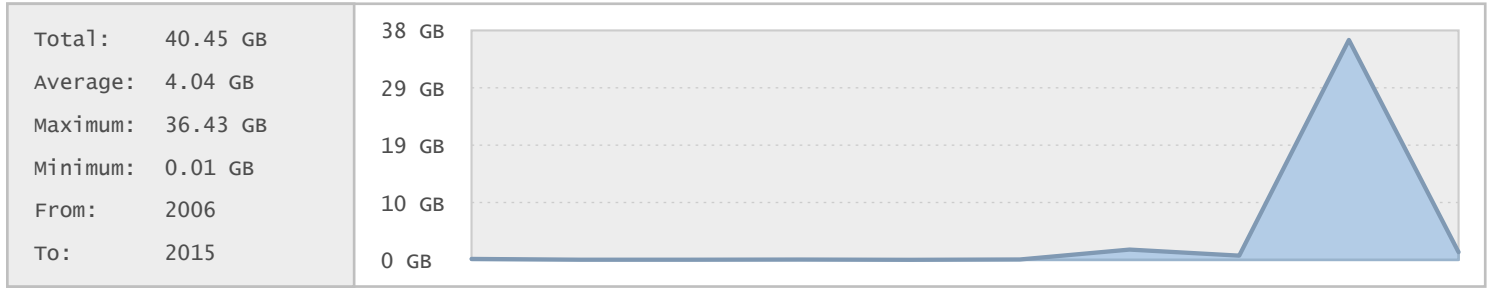 Total: 40.45 GB
Average: 4.04 GB
Maximum: 36.43 GB
Minimum: 0.01 GB
From: 2006
To: 2015
38 GB
29 GB
19 GB
10 GB
0 GB